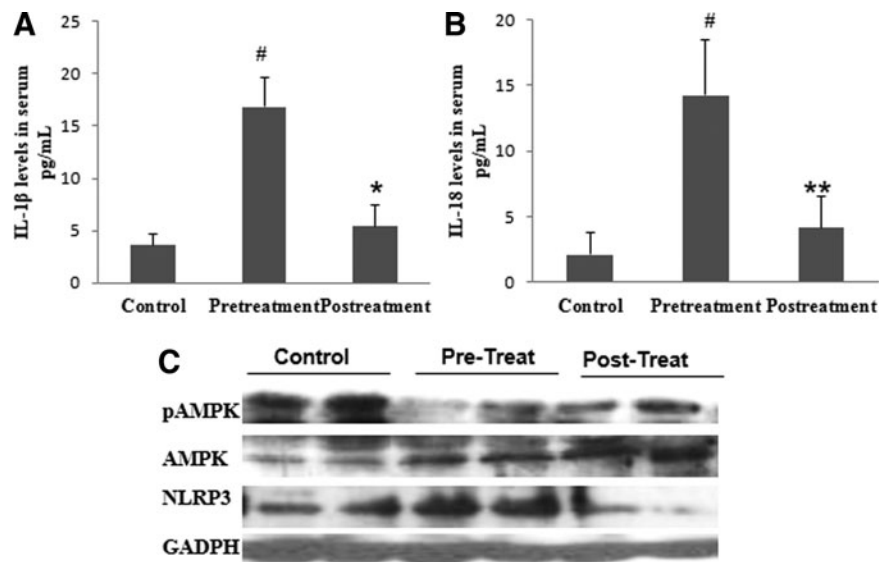 A
IL-1β levels in serum
pg/mL
25
20
15
10
5
0
#
*
Control PretreatmentPostreatment
B
IL-18 levels in serum
pg/mL
20
15
10
5
0
#
**
Control Pretreatment Postreatment
C
Control Pre-Treat Post-Treat
pAMPK
AMPK
NLRP3
GADPH